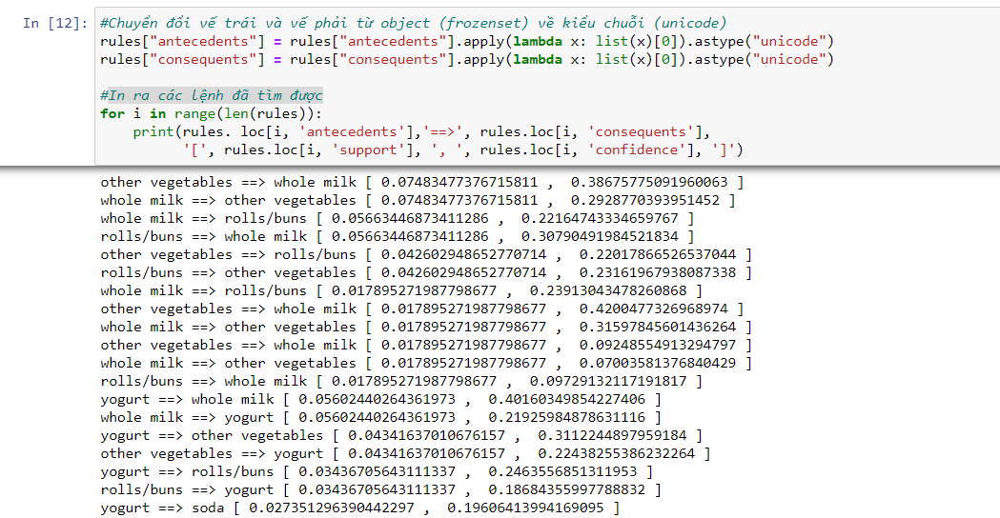 In [12]: #Chuyển đổi vế trái và vế phải từ object (frozenset) về kiểu chuỗi (unicode)
rules["antecedents"] = rules["antecedents"].apply(lambda x: list(x)[0]).astype("unicode")
rules["consequents"] = rules["consequents"].apply(lambda x: list(x)[0]).astype("unicode")
#In ra các lệnh đã tìm được
for i in range(len(rules)):
print(rules. loc[i, 'antecedents'],'==>', rules.loc[i, 'consequents'],
'[', rules.loc[i, 'support'], ', ', rules.loc[i, 'confidence'], ']')
other vegetables ==> whole milk [ 0.07483477376715811 ,  0.38675775091960063 ]
whole milk ==> other vegetables [ 0.07483477376715811 ,  0.2928770393951452 ]
whole milk ==> rolls/buns [ 0.05663446873411286 ,  0.22164743334659767 ]
rolls/buns ==> whole milk [ 0.05663446873411286 ,  0.30790491984521834 ]
other vegetables ==> rolls/buns [ 0.042602948652770714 ,  0.22017866526537044 ]
rolls/buns ==> other vegetables [ 0.042602948652770714 ,  0.23161967938087338 ]
whole milk ==> rolls/buns [ 0.017895271987798677 ,  0.23913043478260868 ]
other vegetables ==> whole milk [ 0.017895271987798677 ,  0.4200477326968974 ]
whole milk ==> other vegetables [ 0.017895271987798677 ,  0.31597845601436264 ]
other vegetables ==> whole milk [ 0.017895271987798677 ,  0.09248554913294797 ]
whole milk ==> other vegetables [ 0.017895271987798677 ,  0.07003581376840429 ]
rolls/buns ==> whole milk [ 0.017895271987798677 ,  0.09729132117191817 ]
yogurt ==> whole milk [ 0.05602440264361973 ,  0.40160349854227406 ]
whole milk ==> yogurt [ 0.05602440264361973 ,  0.21925984878631116 ]
yogurt ==> other vegetables [ 0.04341637010676157 ,  0.3112244897959184 ]
other vegetables ==> yogurt [ 0.04341637010676157 ,  0.22438255386232264 ]
yogurt ==> rolls/buns [ 0.03436705643111337 ,  0.2463556851311953 ]
rolls/buns ==> yogurt [ 0.03436705643111337 ,  0.18684355997788832 ]
yogurt ==> soda [ 0.027351296390442297 ,  0.19606413994169095 ]